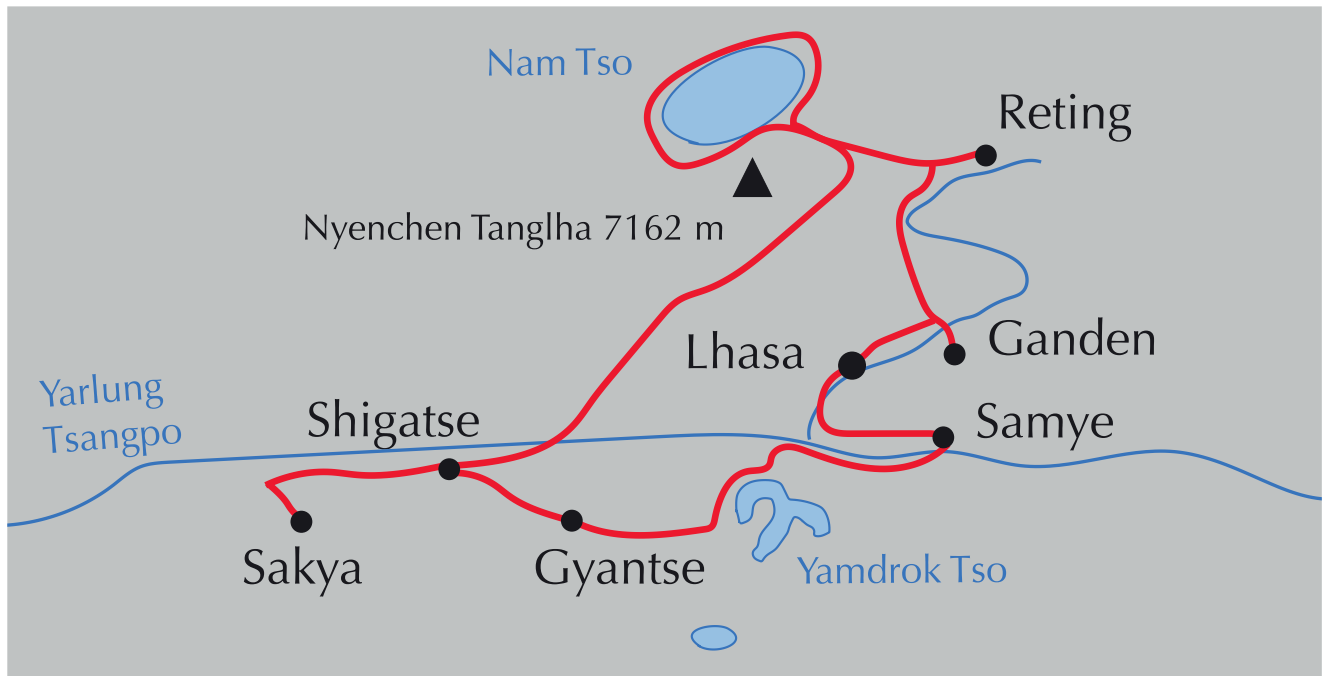 Nam Tso
Reting
Nyenchen Tanglha 7162 m
Lhasa
Ganden
Yarlung
Tsangpo
Shigatse
Samye
Sakya
Gyantse
Yamdrok Tso